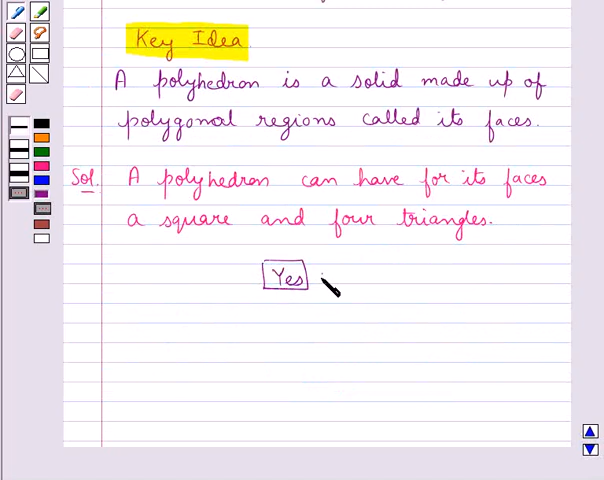 Key Idea
A polyhedron is a solid made up of
polygonal regions called its faces.
Sol. A polyhedron can have for its faces
a square and four triangles.
Yes